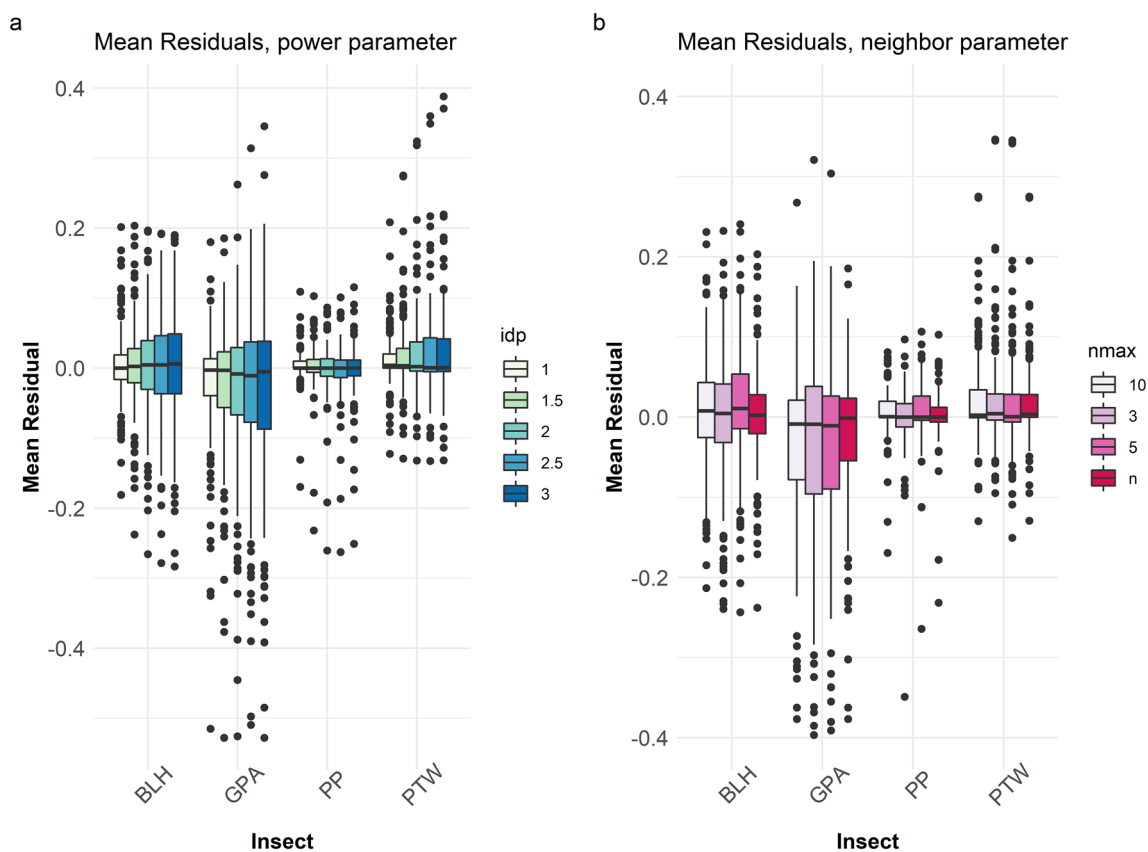 a
Mean Residuals, power parameter
0.4
0.2
0.0
-0.2
-0.4
Mean Residual
BLH
GPA
PP
PTW
Insect
idp
1
1.5
2
2.5
3
b
Mean Residuals, neighbor parameter
0.4
0.2
0.0
-0.2
-0.4
Mean Residual
BLH
GPA
PP
PTW
Insect
nmax
10
3
5
n